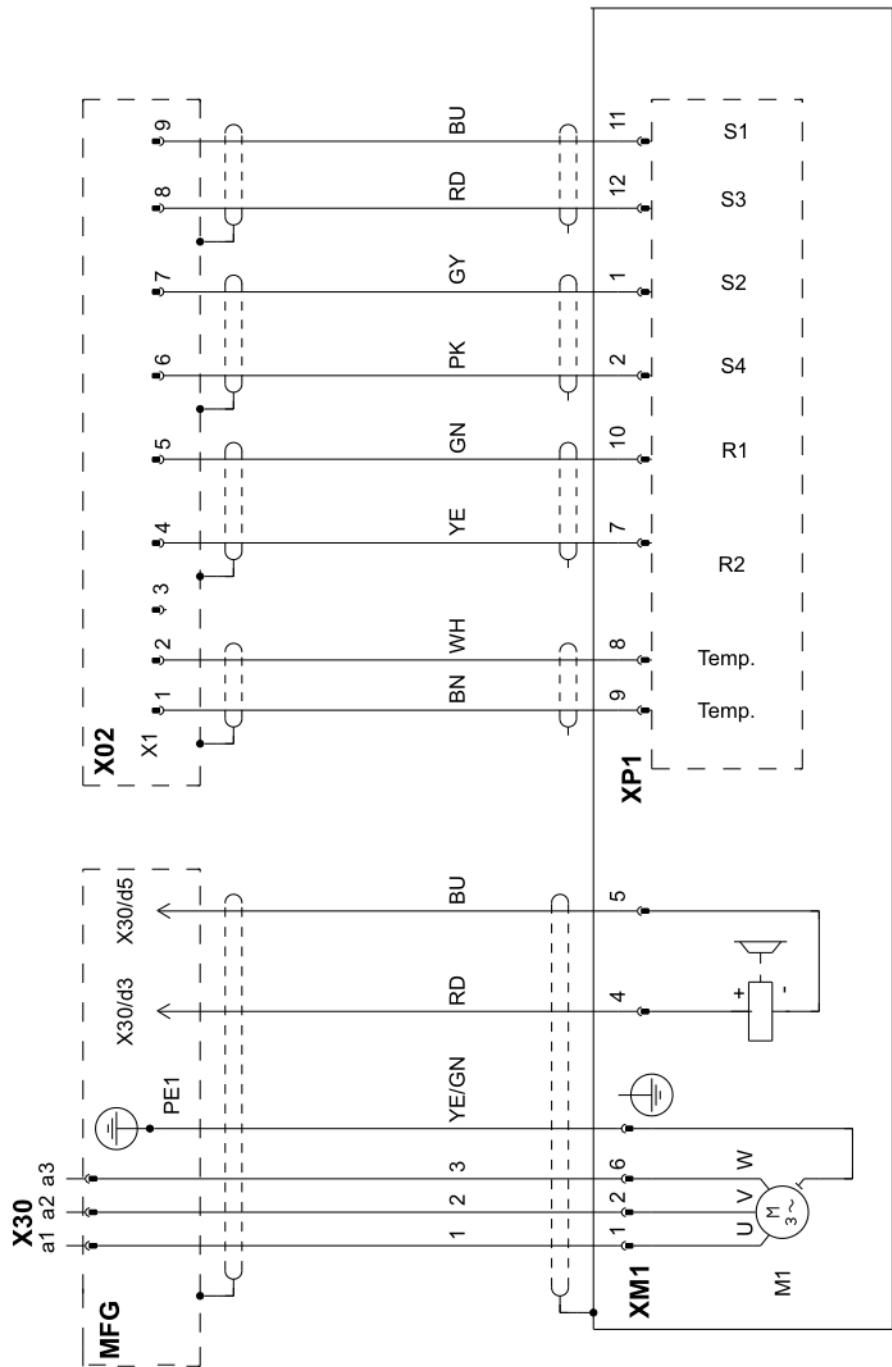 X30
a1 a2 a3
MFG
X30/d3 X30/d5
PE1
X02
X1
1 2 3 4 5 6 7 8 9
1 2 3 YE/GN RD BU
BN WH YE GN PK GY RD BU
1 2 6 4 5
9 8 7 10 2 1 12 11
XM1
XP1
U V W
+
-
M
3~
M1
Temp. Temp. R2 R1 S4 S2 S3 S1